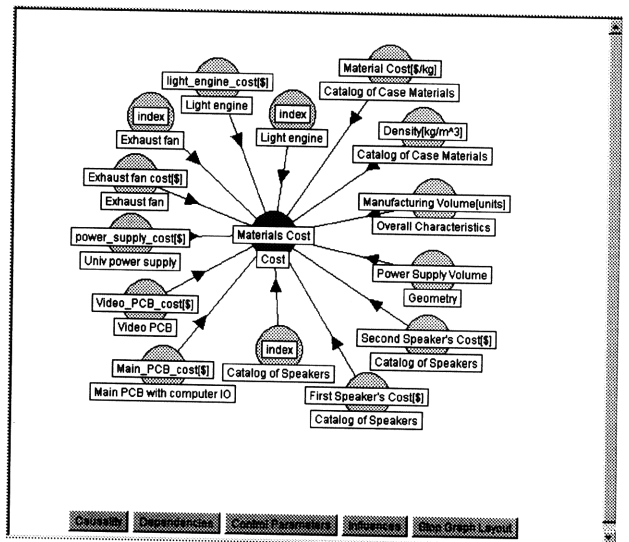 light_engine_cost[$]
Light engine
Material Cost[$/kg]
Catalog of Case Materials
index
Exhaust fan
index
Light engine
Density[kg/m^3]
Catalog of Case Materials
Exhaust fan cost[$]
Exhaust fan
Manufacturing Volume[units]
Overall Characteristics
power_supply_cost[$]
Univ power supply
Materials Cost
Cost
Power Supply Volume
Geometry
Video_PCB_cost[$]
Video PCB
Second Speaker's Cost[$]
Catalog of Speakers
index
Catalog of Speakers
Main_PCB_cost[$]
Main PCB with computer IO
First Speaker's Cost[$]
Catalog of Speakers
Causality
Dependencies
Control Parameters
Influences
Stop Graph Layout